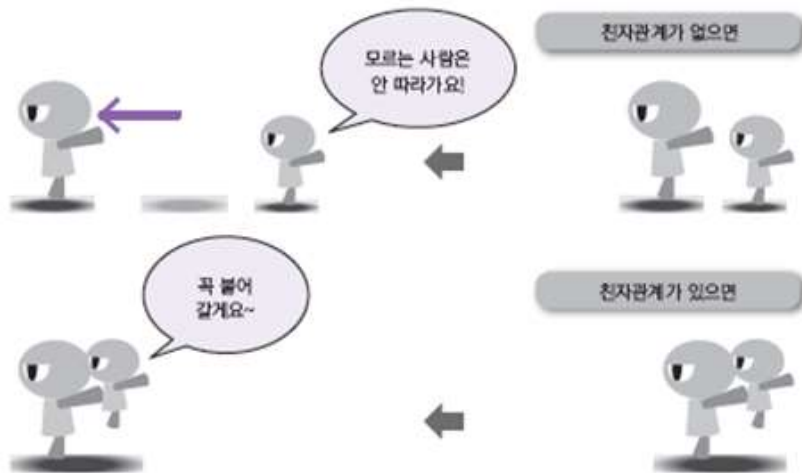 친자관계가 없으면
모르는 사람은
안 따라가요!
친자관계가 있으면
꼭 붙어
갈게요~